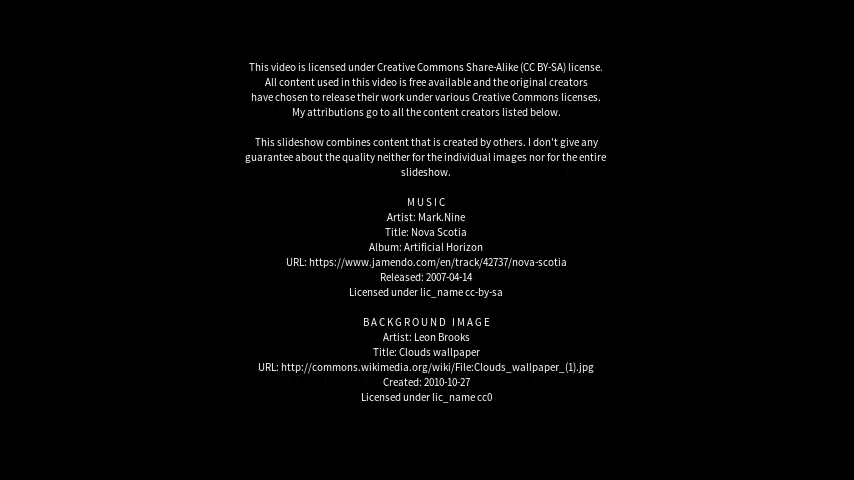 This video is licensed under Creative Commons Share-Alike (CC BY-SA) license.
All content used in this video is free available and the original creators
have chosen to release their work under various Creative Commons licenses.
My attributions go to all the content creators listed below.
This slideshow combines content that is created by others. I don't give any
guarantee about the quality neither for the individual images nor for the entire
slideshow.
MUSIC
Artist: Mark.Nine
Title: Nova Scotia
Album: Artificial Horizon
URL: https://www.jamendo.com/en/track/42737/nova-scotia
Released: 2007-04-14
Licensed under lic_name cc-by-sa
BACKGROUND IMAGE
Artist: Leon Brooks
Title: Clouds wallpaper
URL: http://commons.wikimedia.org/wiki/File:Clouds_wallpaper_(1).jpg
Created: 2010-10-27
Licensed under lic_name cc0